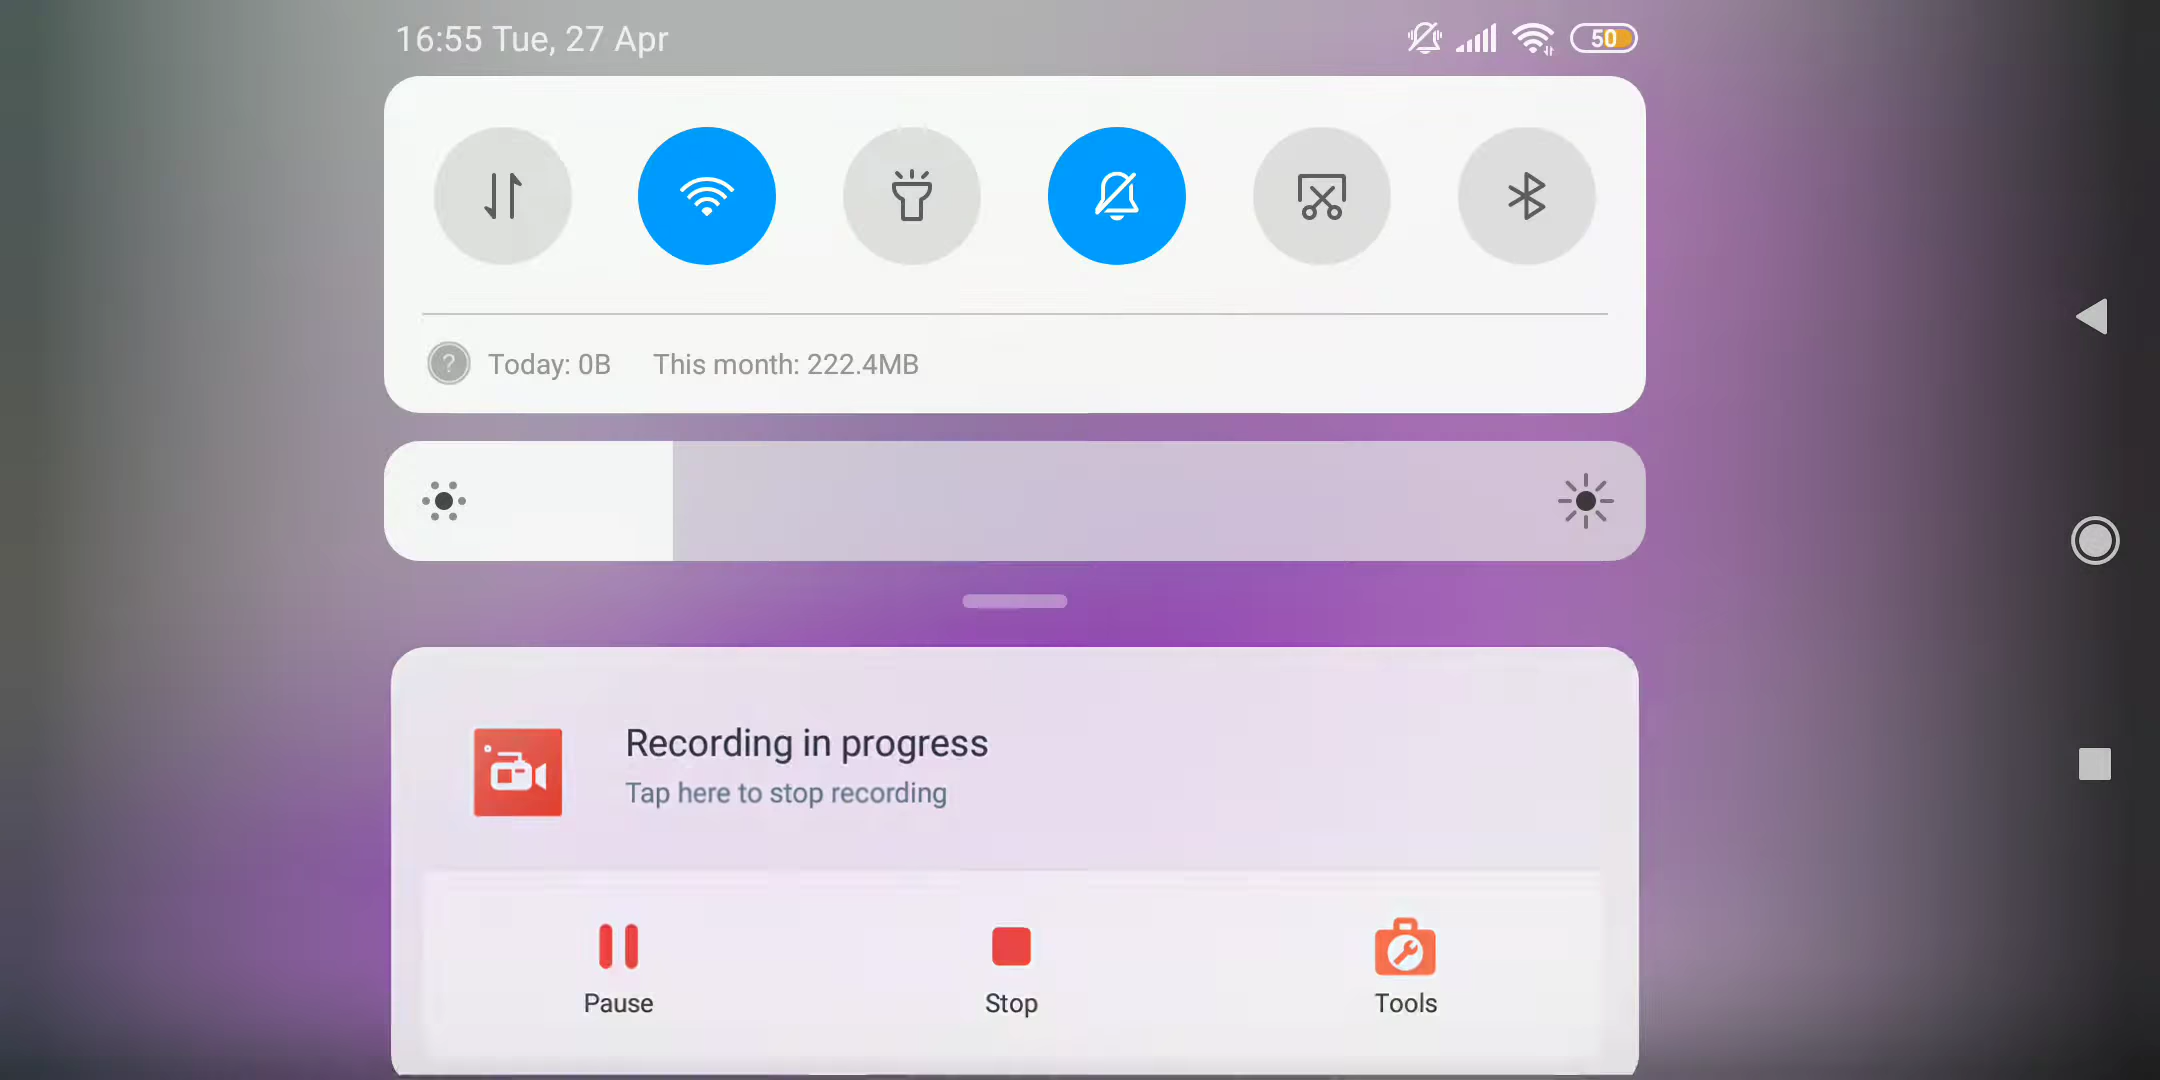 16:55 Tue, 27 Apr
50
?
Today: 0B This month: 222.4MB
Recording in progress
Tap here to stop recording
Pause Stop Tools